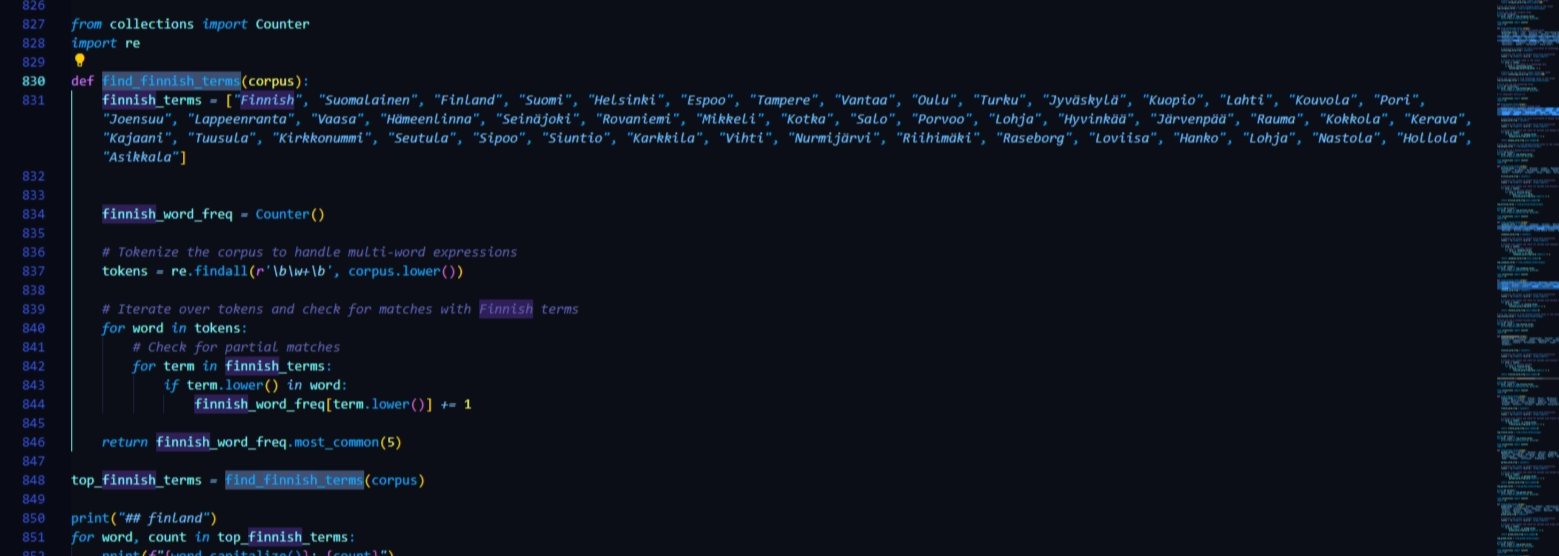 826
827 from collections import Counter
828 import re
829
830 def find_finnish_terms(corpus):
831 finnish_terms = ["Finnish", "Suomalainen", "Finland", "Suomi", "Helsinki", "Espoo", "Tampere", "Vantaa", "Oulu", "Turku", "Jyväskylä", "Kuopio", "Lahti", "Kouvola", "Pori",
"Joensuu", "Lappeenranta", "Vaasa", "Hämeenlinna", "Seinäjoki", "Rovaniemi", "Mikkeli", "Kotka", "Salo", "Porvoo", "Lohja", "Hyvinkää", "Järvenpää", "Rauma", "Kokkola", "Kerava",
"Kajaani", "Tuusula", "Kirkkonummi", "Seutula", "Sipoo", "Siuntio", "Karkkila", "Vihti", "Nurmijärvi", "Riihimäki", "Raseborg", "Loviisa", "Hanko", "Lohja", "Nastola", "Hollola",
"Asikkala"]
832
833
834 finnish_word_freq = Counter()
835
836 # Tokenize the corpus to handle multi-word expressions
837 tokens = re.findall(r'\b\w+\b', corpus.lower())
838
839 # Iterate over tokens and check for matches with Finnish terms
840 for word in tokens:
841 # Check for partial matches
842 for term in finnish_terms:
843 if term.lower() in word:
844 finnish_word_freq[term.lower()] += 1
845
846 return finnish_word_freq.most_common(5)
847
848 top_finnish_terms = find_finnish_terms(corpus)
849
850 print("## finland")
851 for word, count in top_finnish_terms:
852 print(f"{word.capitalize()}: {count}")